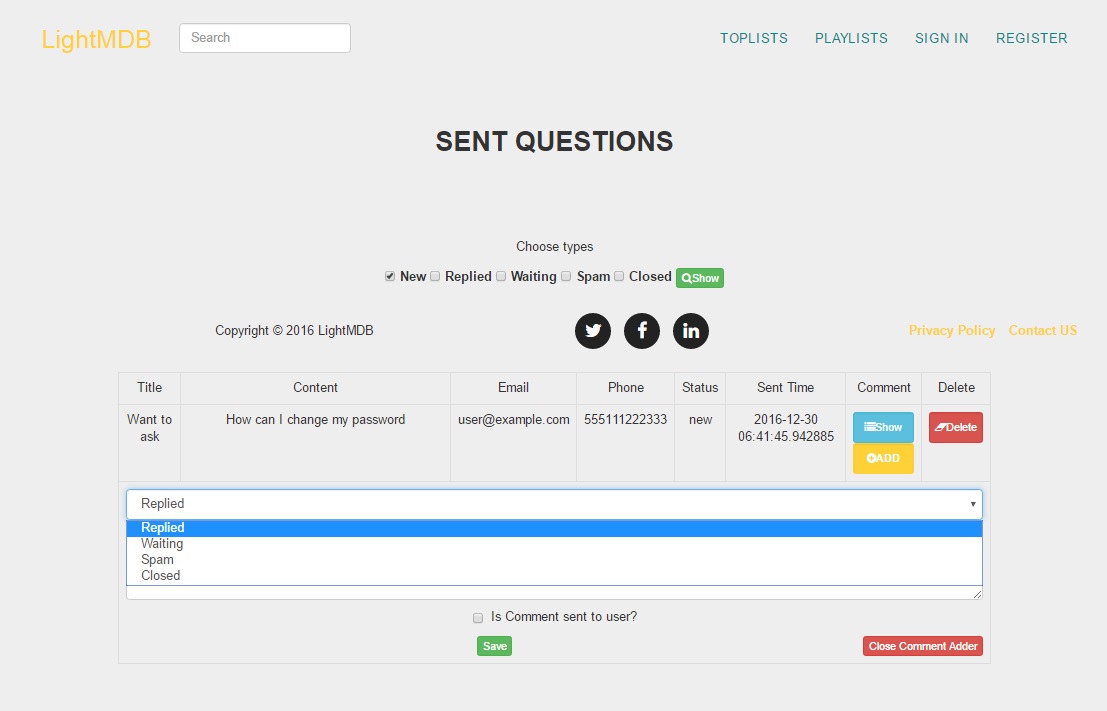 LightMDB
Search
TOPLISTS PLAYLISTS SIGN IN REGISTER
SENT QUESTIONS
Choose types
New Replied Waiting Spam Closed Show
Copyright © 2016 LightMDB
Privacy Policy Contact US
Title Content Email Phone Status Sent Time Comment Delete
Want to ask How can I change my password user@example.com 555111222333 new 2016-12-30 06:41:45.942885 Show Delete
ADD
Replied
Replied
Waiting
Spam
Closed
Is Comment sent to user?
Save Close Comment Adder